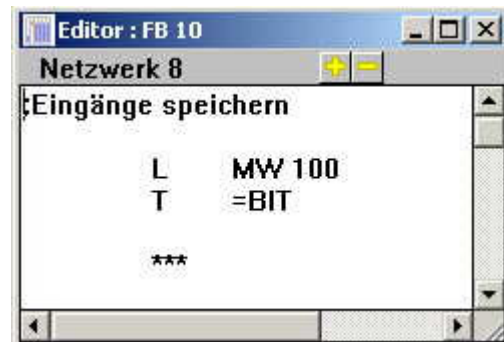 Editor : FB 10
Netzwerk 8
;Eingänge speichern
L MW 100
T =BIT
***